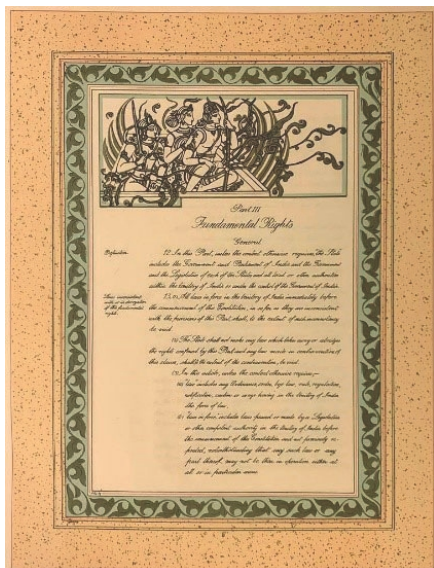 Part III
Fundamental Rights
General
Definition. 12. In this Part, unless the context otherwise requires, "the State"
includes the Government and Parliament of India and the Government
and the Legislature of each of the States and all local or other authorities
within the territory of India or under the control of the Government of India.
Laws inconsistent with or in derogation of the fundamental rights. 13. (1) All laws in force in the territory of India immediately before
the commencement of this Constitution, in so far as they are inconsistent
with the provisions of this Part, shall, to the extent of such inconsistency,
be void.
(2) The State shall not make any law which takes away or abridges
the rights conferred by this Part and any law made in contravention of
this clause shall, to the extent of the contravention, be void.
(3) In this article, unless the context otherwise requires,—
(a) "law" includes any Ordinance, order, bye-law, rule, regulation,
notification, custom or usage having in the territory of India
the force of law;
(b) "laws in force" includes laws passed or made by a Legislature
or other competent authority in the territory of India before
the commencement of this Constitution and not previously re-
pealed, notwithstanding that any such law or any
part thereof may not be then in operation either at
all or in particular areas.